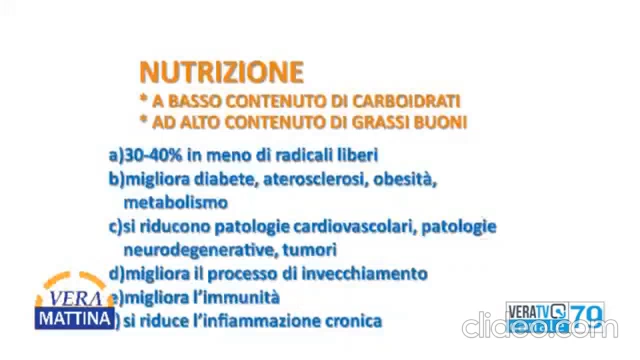 NUTRIZIONE
* A BASSO CONTENUTO DI CARBOIDRATI
* AD ALTO CONTENUTO DI GRASSI BUONI
a)30-40% in meno di radicali liberi
b)migliora diabete, aterosclerosi, obesità,
metabolismo
c)si riducono patologie cardiovascolari, patologie
neurodegenerative, tumori
d)migliora il processo di invecchiamento
e)migliora l'immunità
) si riduce l'infiammazione cronica
VERA
MATTINA
VERATV
79
clideo.com